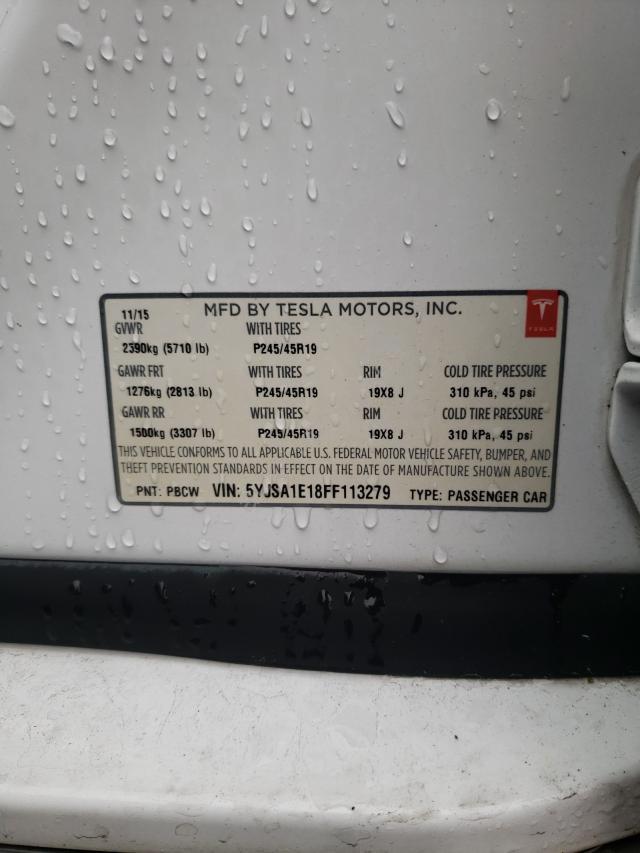 11/15 MFD BY TESLA MOTORS, INC.
TESLA
GVWR WITH TIRES
2390kg (5710 lb) P245/45R19
GAWR FRT WITH TIRES RIM COLD TIRE PRESSURE
1276kg (2813 lb) P245/45R19 19X8 J 310 kPa, 45 psi
GAWR RR WITH TIRES RIM COLD TIRE PRESSURE
1500kg (3307 lb) P245/45R19 19X8 J 310 kPa, 45 psi
THIS VEHICLE CONFORMS TO ALL APPLICABLE U.S. FEDERAL MOTOR VEHICLE SAFETY, BUMPER, AND
THEFT PREVENTION STANDARDS IN EFFECT ON THE DATE OF MANUFACTURE SHOWN ABOVE.
PNT: PBCW VIN: 5YJSA1E18FF113279 TYPE: PASSENGER CAR